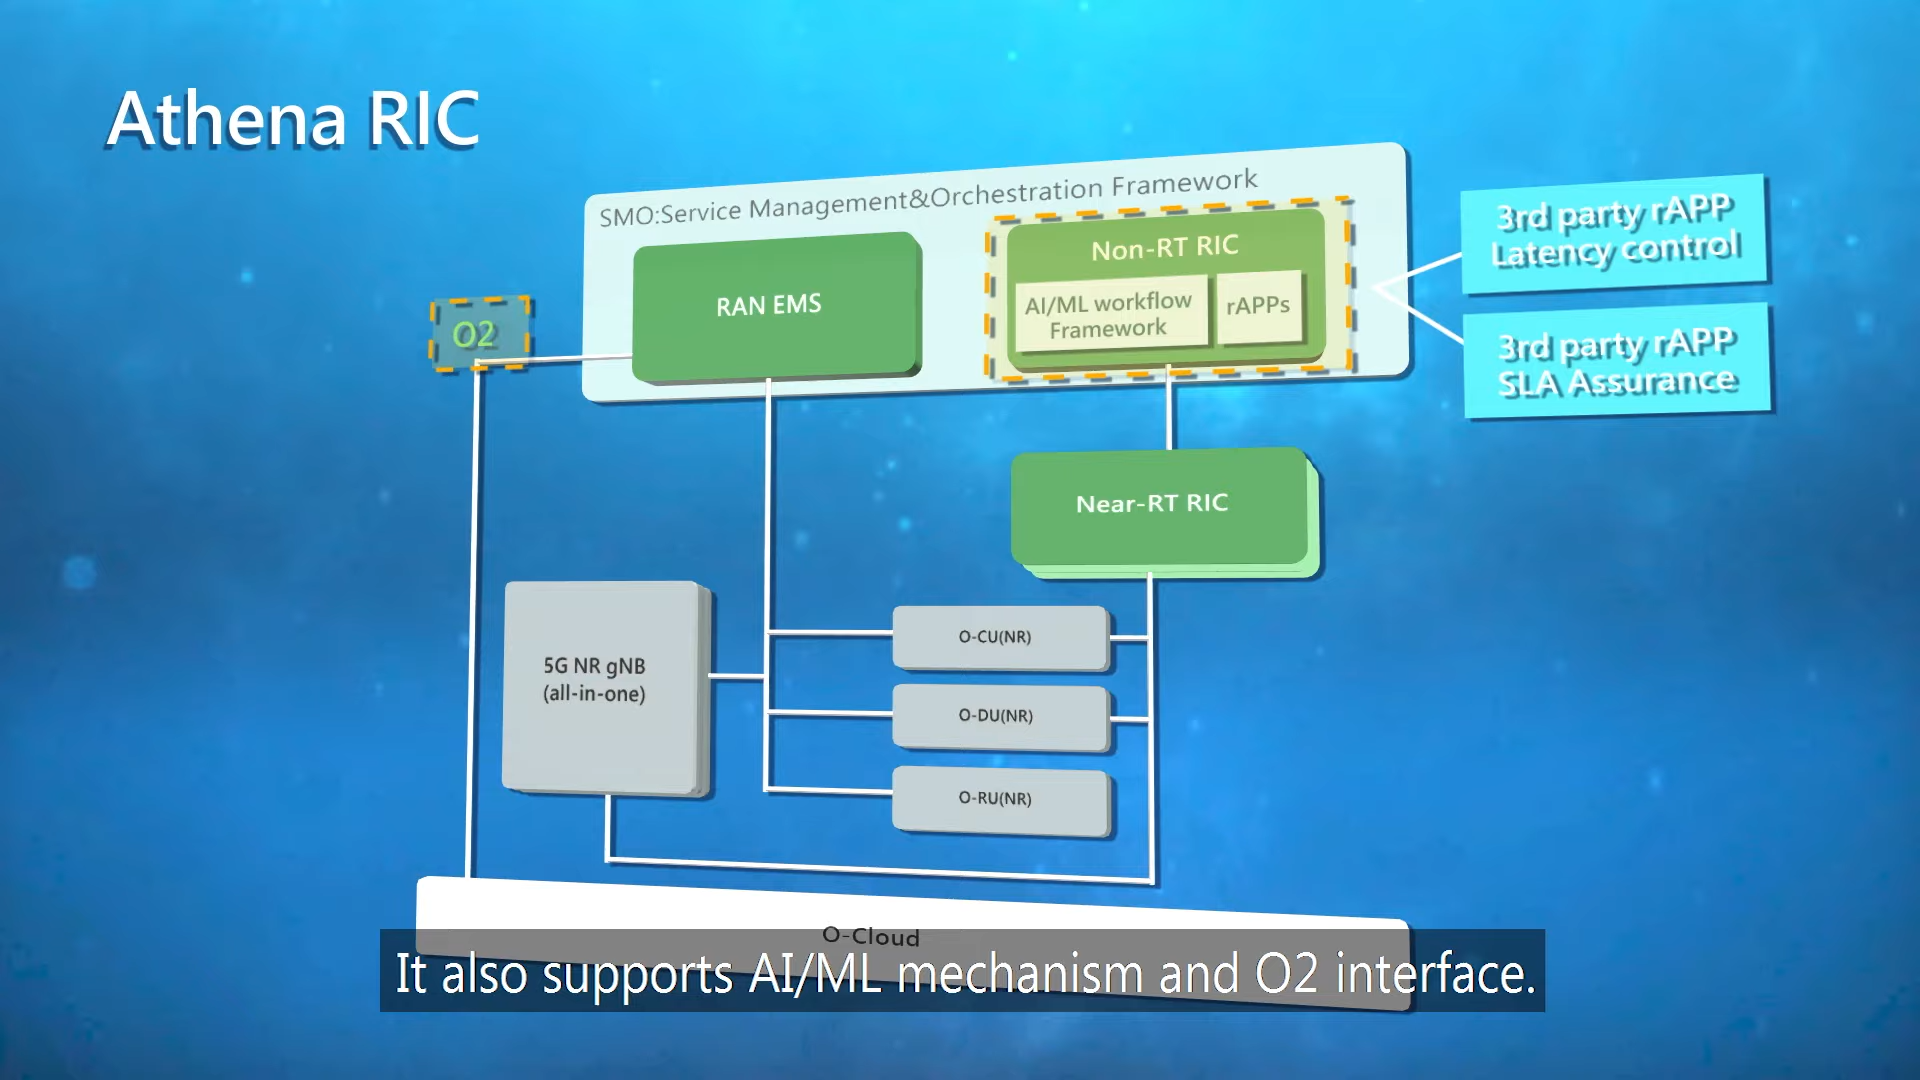 Athena RIC
SMO:Service Management&Orchestration Framework
RAN EMS
Non-RT RIC
AI/ML workflow
Framework
rAPPs
3rd party rAPP
Latency control
3rd party rAPP
SLA Assurance
O2
Near-RT RIC
5G NR gNB
(all-in-one)
O-CU(NR)
O-DU(NR)
O-RU(NR)
O-Cloud
It also supports AI/ML mechanism and O2 interface.